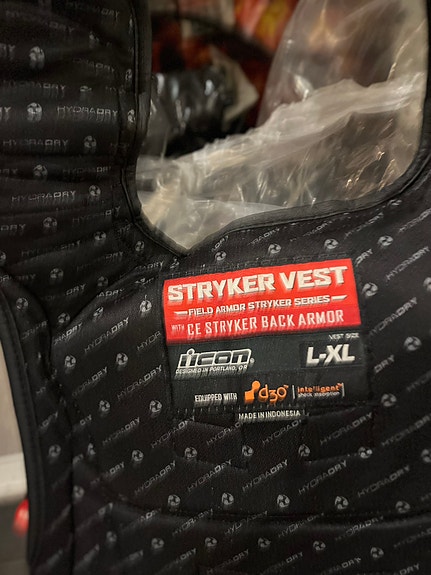 STRYKER VEST
FIELD ARMOR STRYKER SERIES
WITH CE STRYKER BACK ARMOR
VEST SIZE
icon
L-XL
DESIGNED IN PORTLAND, OR
EQUIPPED WITH d3o intelligent shock absorption
MADE IN INDONESIA
HYDRADRY